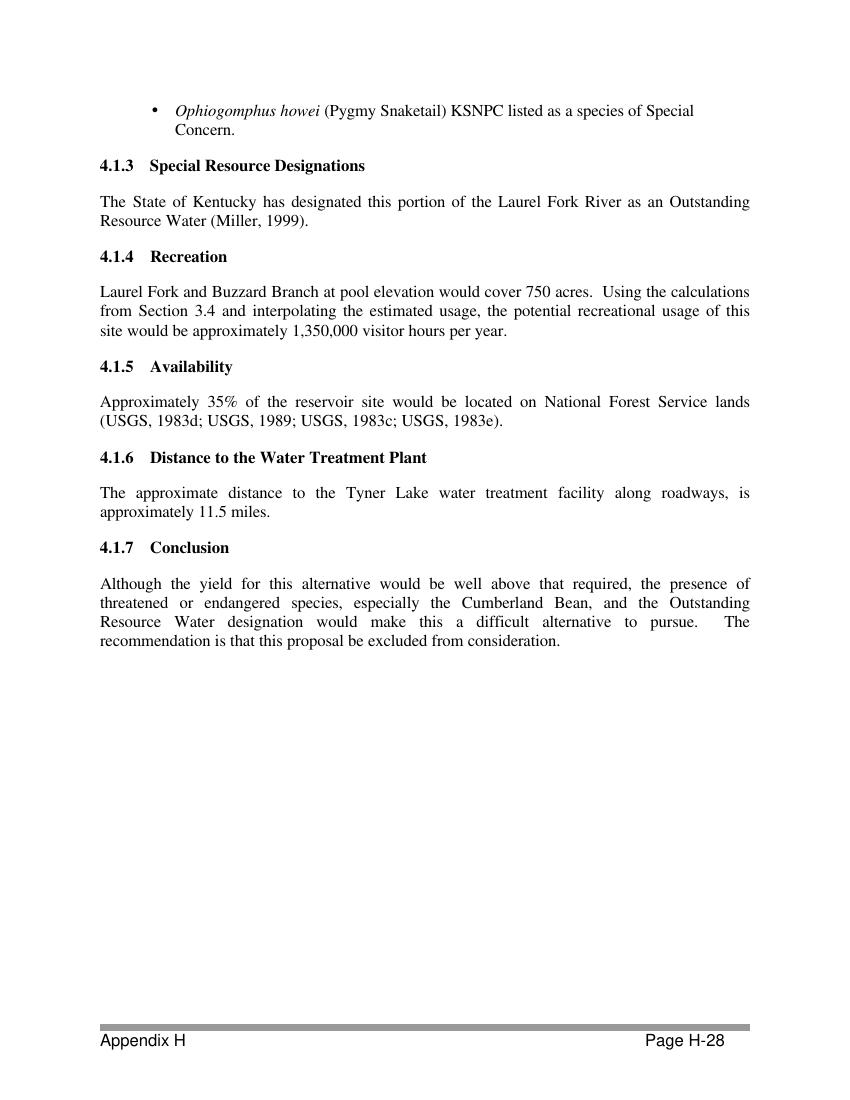 • Ophiogomphus howei (Pygmy Snaketail) KSNPC listed as a species of Special
Concern.
4.1.3 Special Resource Designations
The State of Kentucky has designated this portion of the Laurel Fork River as an Outstanding
Resource Water (Miller, 1999).
4.1.4 Recreation
Laurel Fork and Buzzard Branch at pool elevation would cover 750 acres. Using the calculations
from Section 3.4 and interpolating the estimated usage, the potential recreational usage of this
site would be approximately 1,350,000 visitor hours per year.
4.1.5 Availability
Approximately 35% of the reservoir site would be located on National Forest Service lands
(USGS, 1983d; USGS, 1989; USGS, 1983c; USGS, 1983e).
4.1.6 Distance to the Water Treatment Plant
The approximate distance to the Tyner Lake water treatment facility along roadways, is
approximately 11.5 miles.
4.1.7 Conclusion
Although the yield for this alternative would be well above that required, the presence of
threatened or endangered species, especially the Cumberland Bean, and the Outstanding
Resource Water designation would make this a difficult alternative to pursue. The
recommendation is that this proposal be excluded from consideration.
Appendix H Page H-28